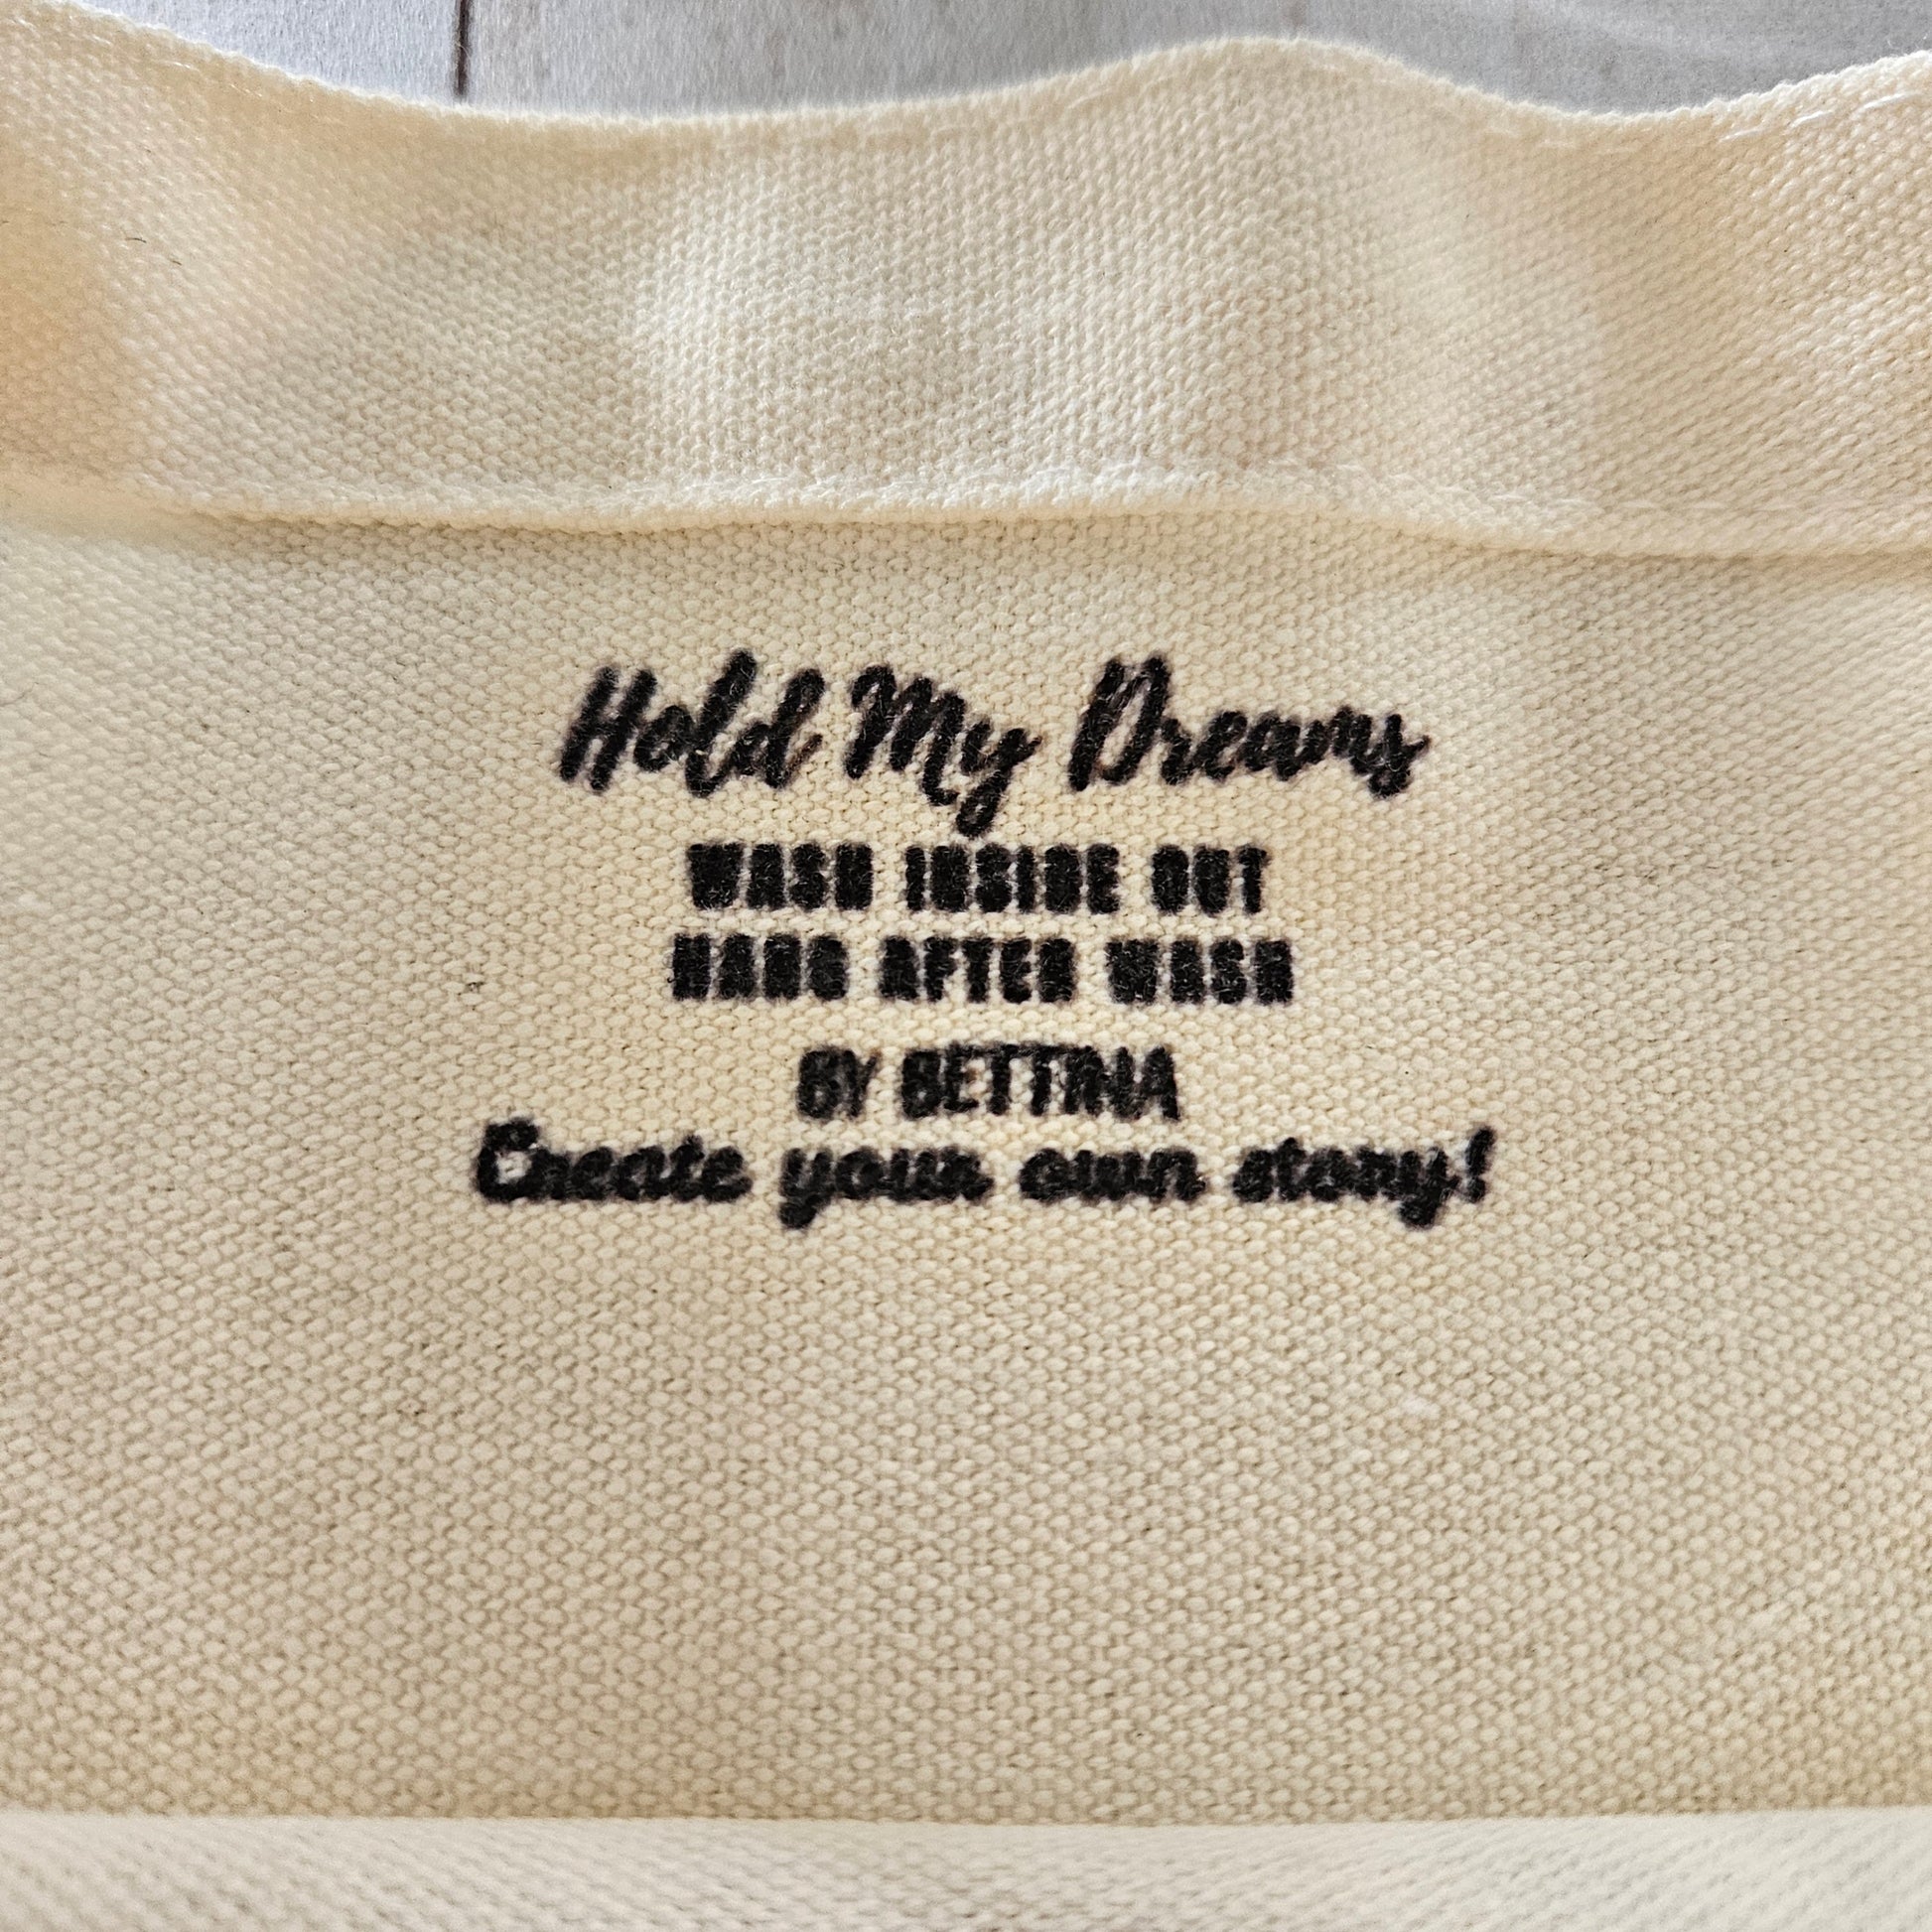 Hold My Dreams
WASH INSIDE OUT
HANG AFTER WASH
BY BETTINA
Create your own story!